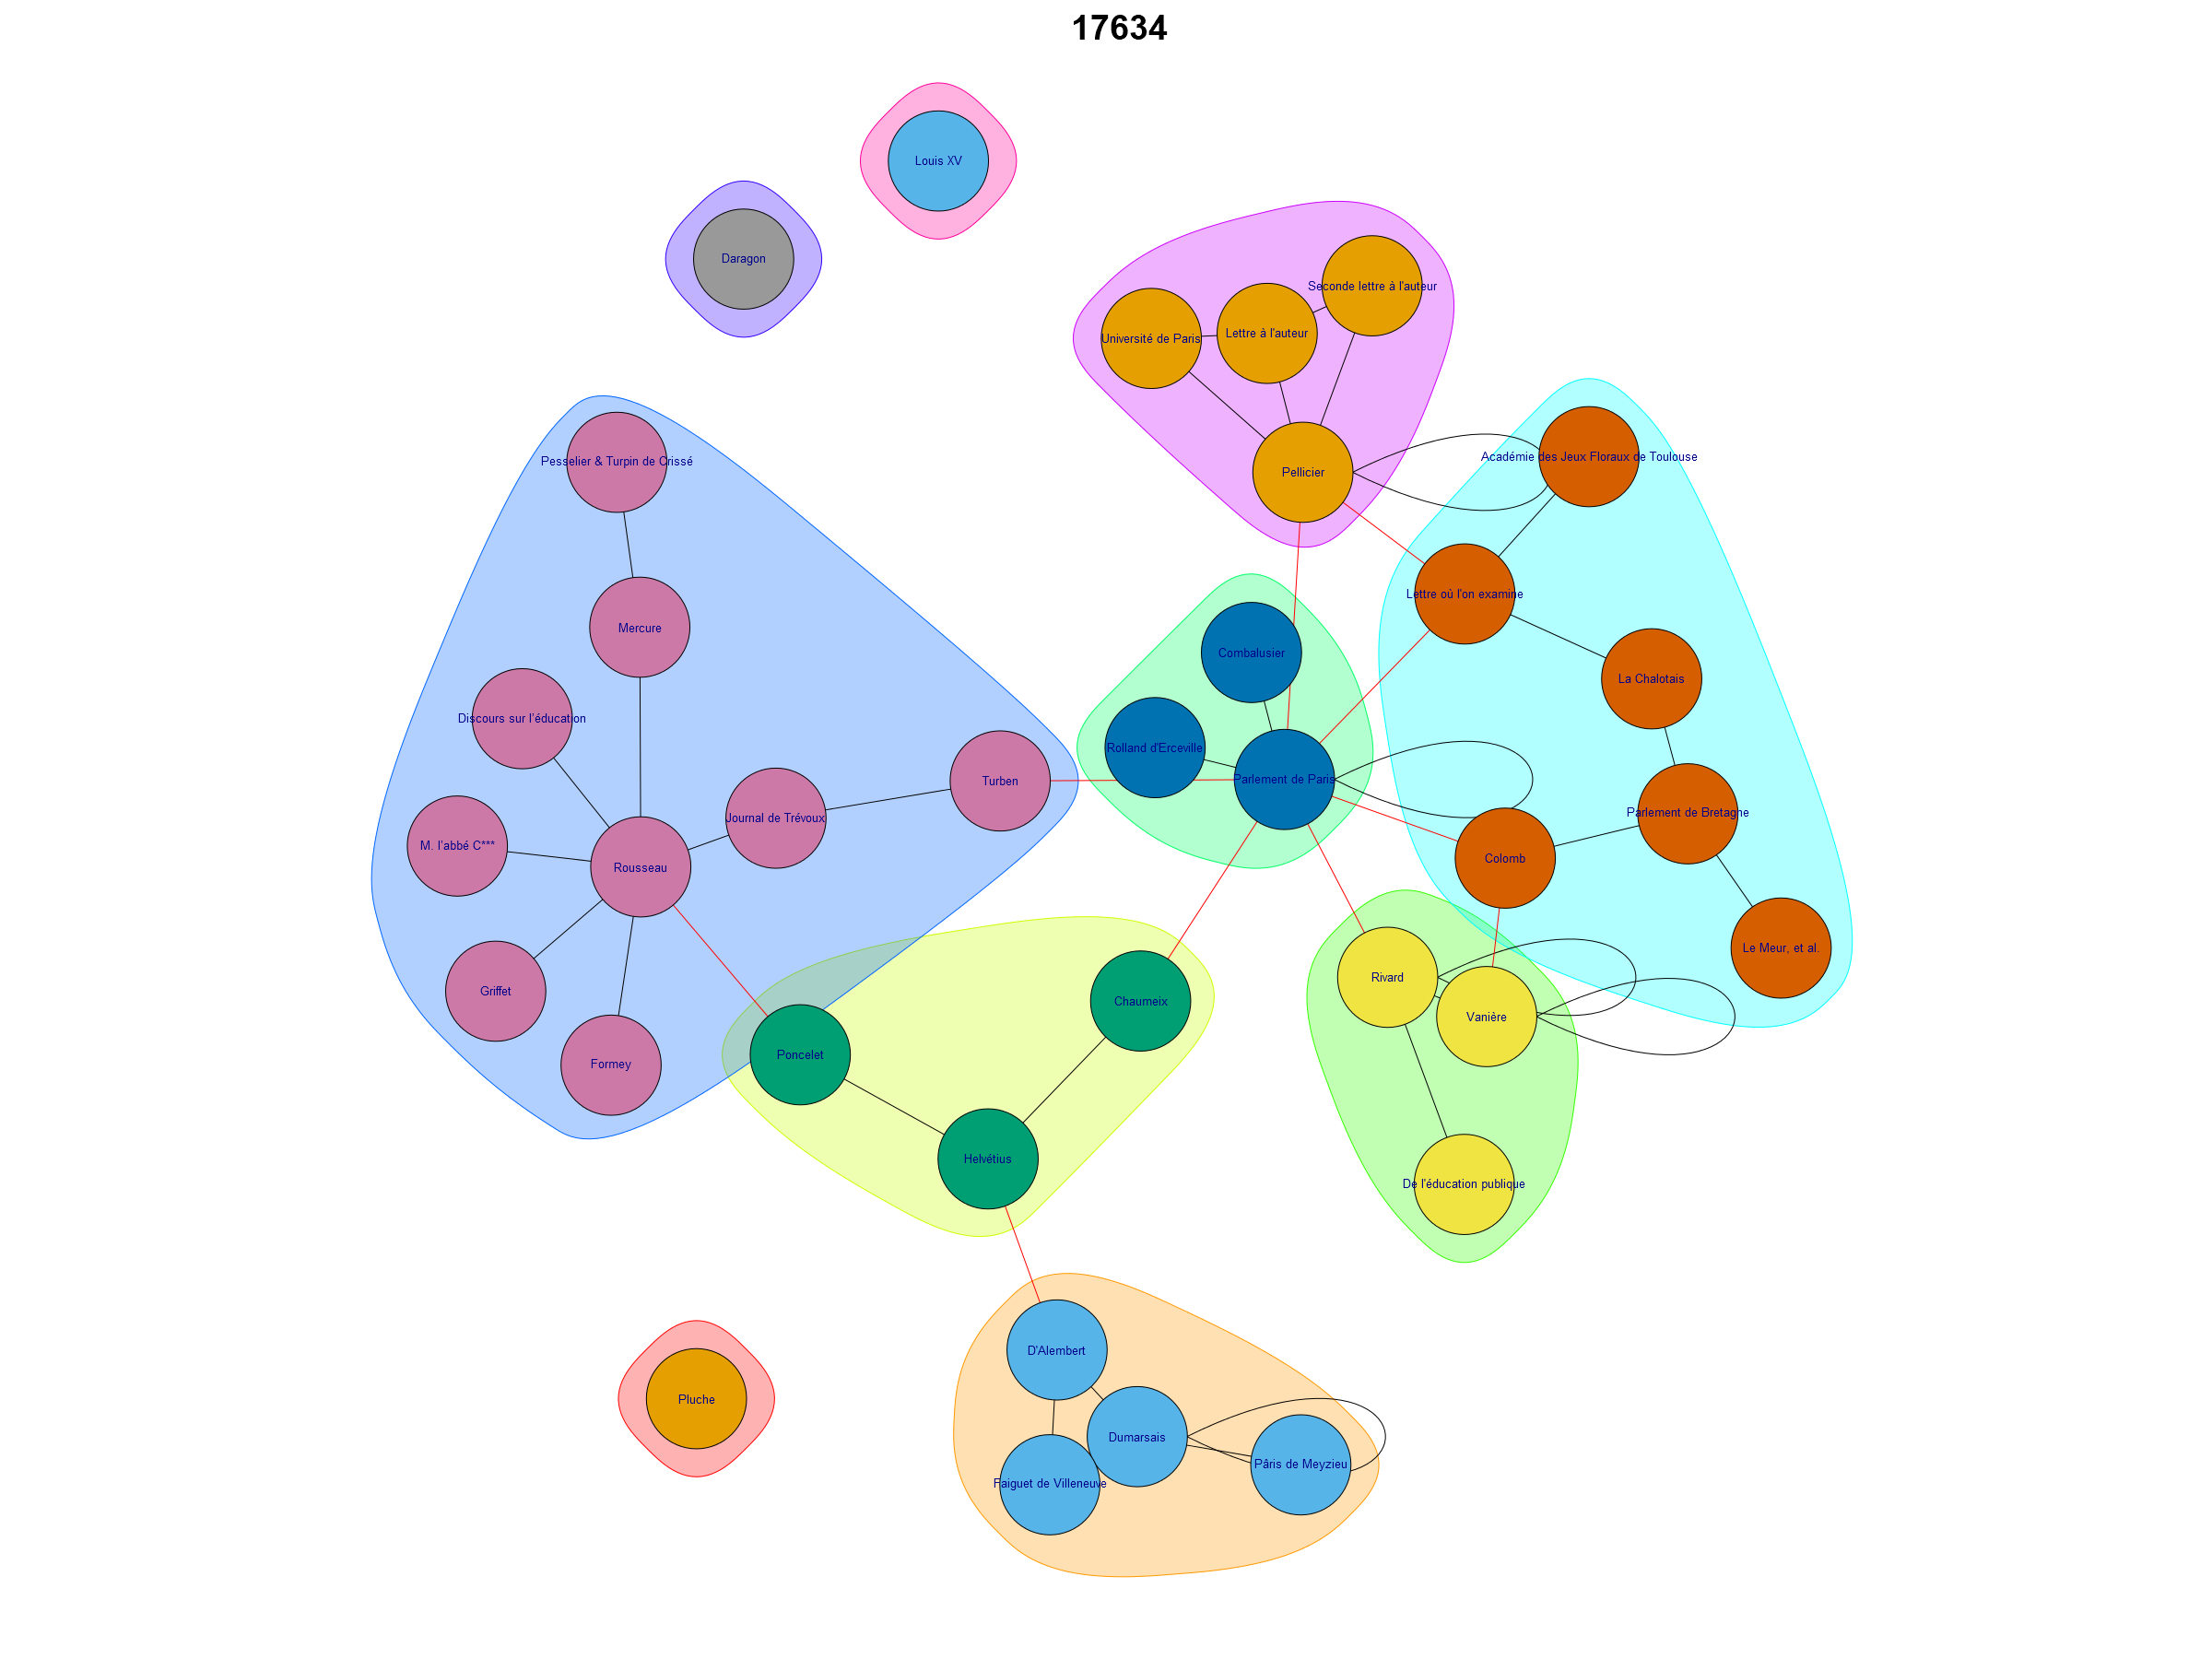 17634
Louis XV
Daragon
Seconde lettre à l'auteur
Université de Paris
Lettre à l'auteur
Pellicier
Académie des Jeux Floraux de Toulouse
Pesselier & Turpin de Crissé
Lettre où l'on examine
Mercure
Combalusier
La Chalotais
Discours sur l'éducation
Rolland d'Erceville
Parlement de Paris
Turben
Journal de Trévoux
Parlement de Bretagne
M. l'abbé C***
Rousseau
Colomb
Le Meur, et al.
Griffet
Rivard
Chaumeix
Vanière
Poncelet
Formey
Helvétius
De l'éducation publique
D'Alembert
Pluche
Dumarsais
Pâris de Meyzieu
Faiguet de Villeneuve